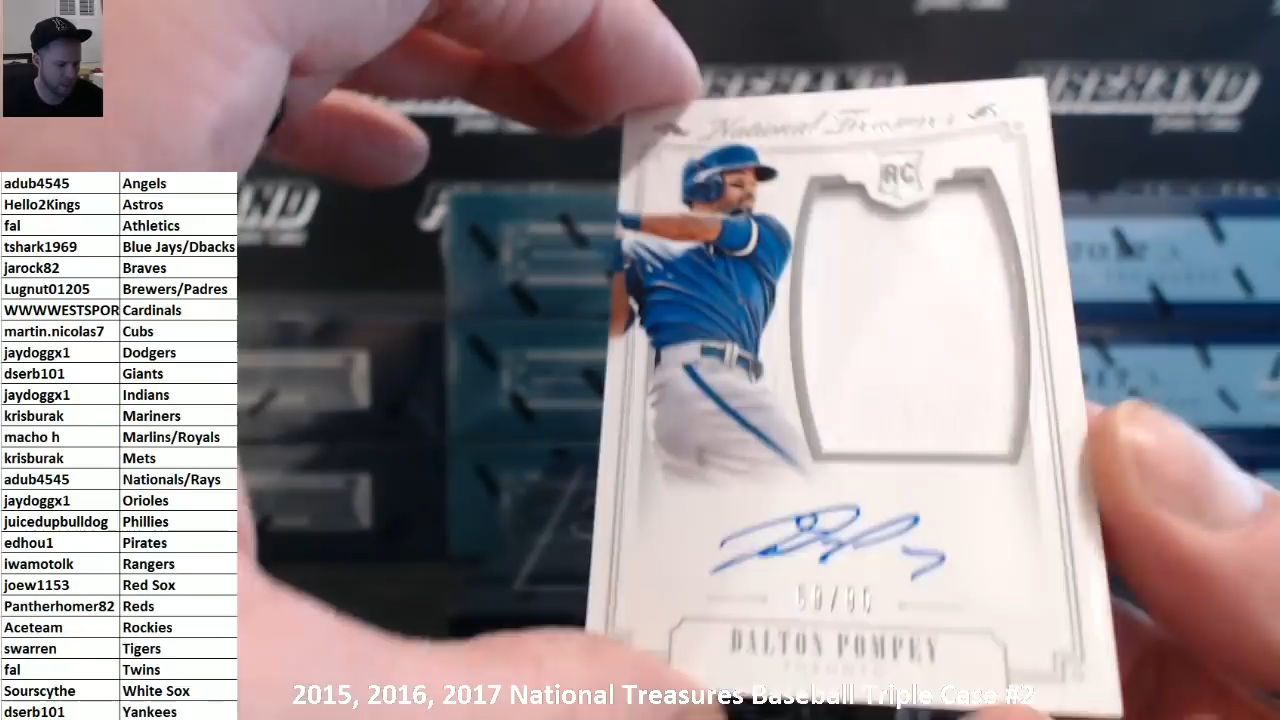 adub4545 Angels
Hello2Kings Astros
fal Athletics
tshark1969 Blue Jays/Dbacks
jarock82 Braves
Lugnut01205 Brewers/Padres
WWWWESTSPOR Cardinals
martin.nicolas7 Cubs
jaydoggx1 Dodgers
dserb101 Giants
jaydoggx1 Indians
krisburak Mariners
macho h Marlins/Royals
krisburak Mets
adub4545 Nationals/Rays
jaydoggx1 Orioles
juicedupbulldog Phillies
edhou1 Pirates
iwamotolk Rangers
joew1153 Red Sox
Pantherhomer82 Reds
Aceteam Rockies
swarren Tigers
fal Twins
Sourscythe White Sox
dserb101 Yankees
National Treasures
RC
DALTON POMPEY
TORONTO
2015, 2016, 2017 National Treasures Baseball Triple Case #2